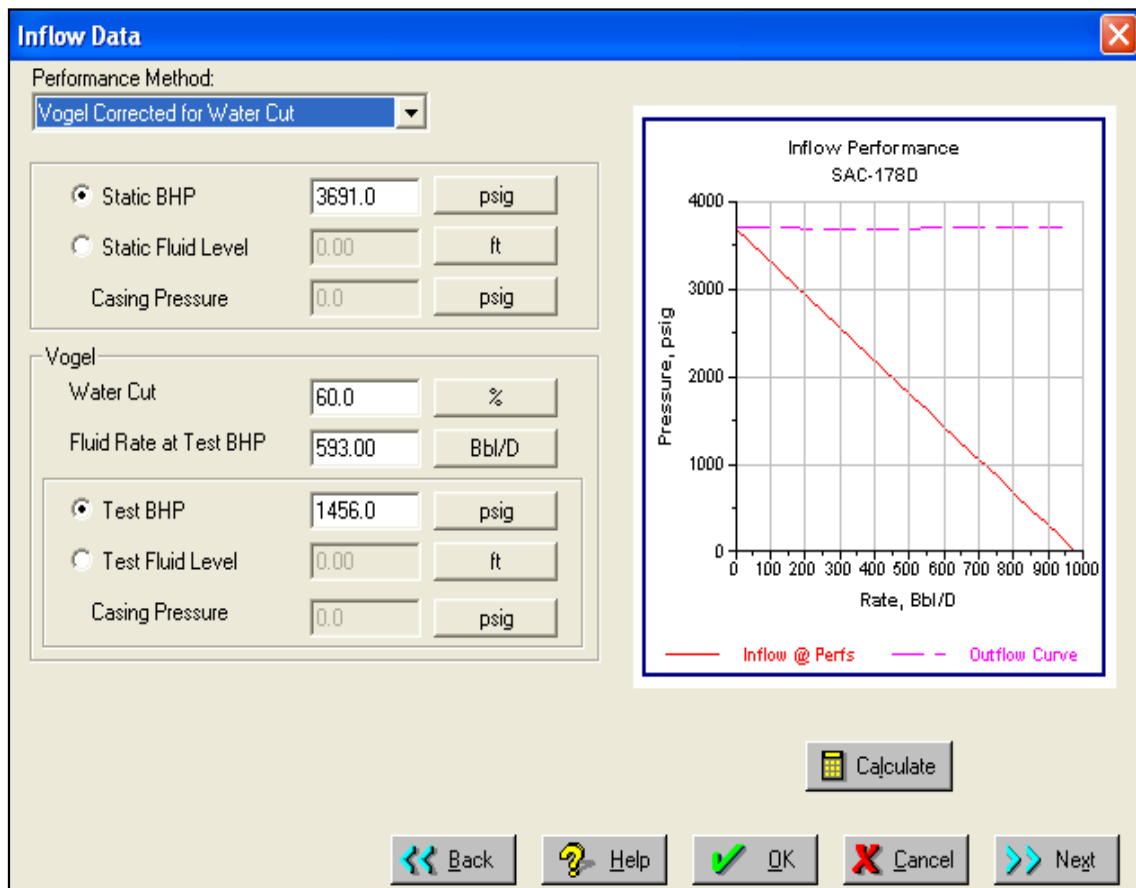 Inflow Data
Performance Method:
Vogel Corrected for Water Cut
Static BHP 3691.0 psig
Static Fluid Level 0.00 ft
Casing Pressure 0.0 psig
Vogel
Water Cut 60.0 %
Fluid Rate at Test BHP 593.00 Bbl/D
Test BHP 1456.0 psig
Test Fluid Level 0.00 ft
Casing Pressure 0.0 psig
Inflow Performance
SAC-178D
Pressure, psig
4000
3000
2000
1000
0
0 100 200 300 400 500 600 700 800 900 1000
Rate, Bbl/D
Inflow @ Perfs Outflow Curve
Calculate
Back Help OK Cancel Next